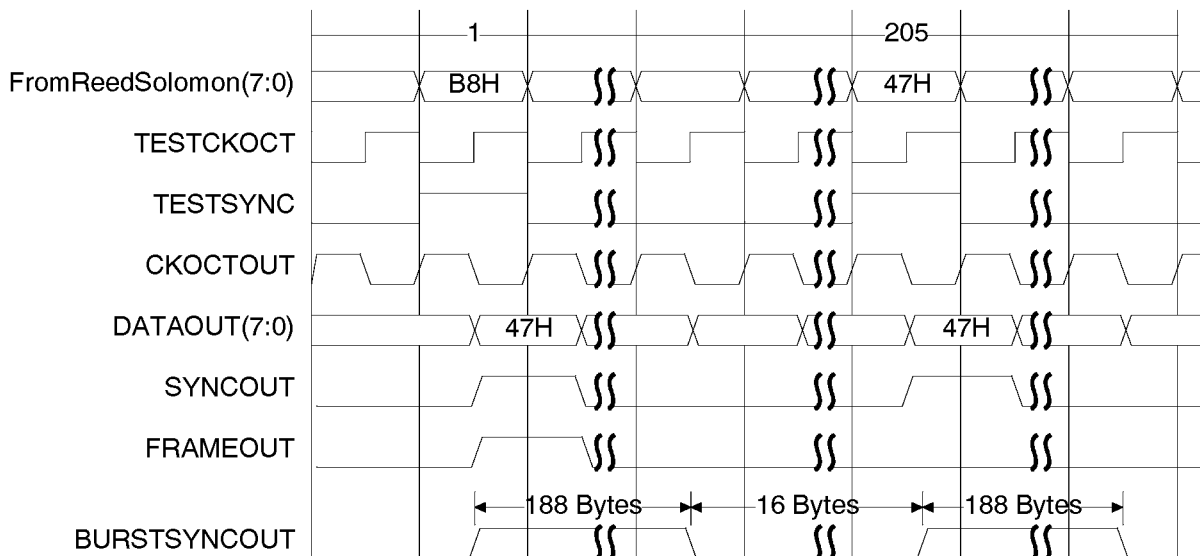 1 205
FromReedSolomon(7:0) B8H 47H
TESTCKOCT
TESTSYNC
CKOCTOUT
DATAOUT(7:0) 47H 47H
SYNCOUT
FRAMEOUT
188 Bytes 16 Bytes 188 Bytes
BURSTSYNCOUT